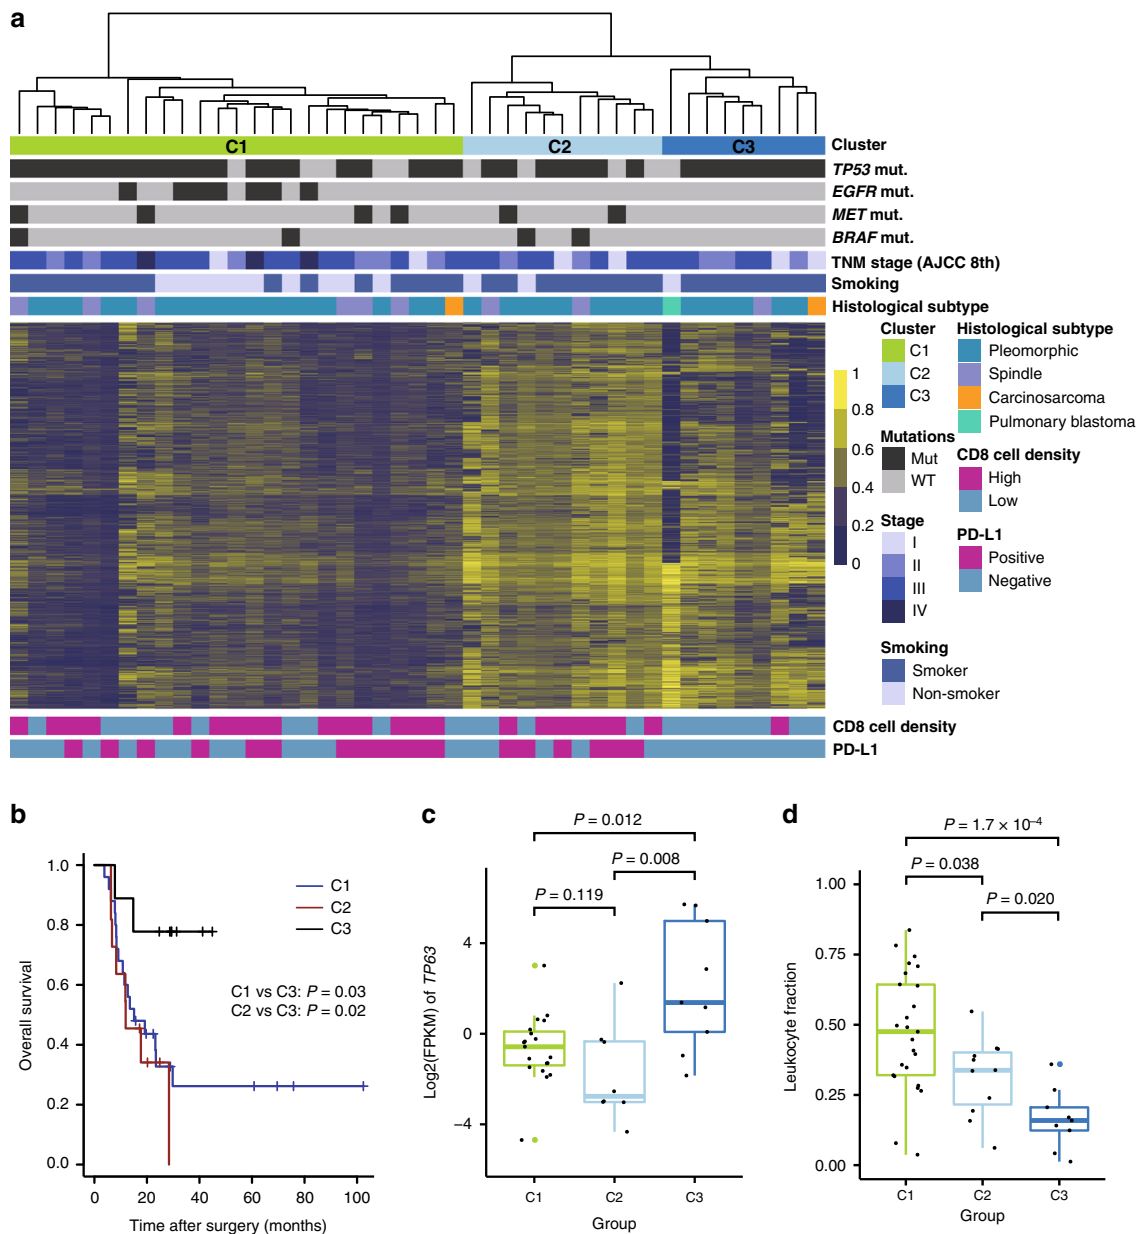 a
C1 C2 C3
Cluster
TP53 mut.
EGFR mut.
MET mut.
BRAF mut.
TNM stage (AJCC 8th)
Smoking
Histological subtype
1
0.8
0.6
0.4
0.2
0
Cluster
C1
C2
C3
Mutations
Mut
WT
Stage
I
II
III
IV
Smoking
Smoker
Non-smoker
Histological subtype
Pleomorphic
Spindle
Carcinosarcoma
Pulmonary blastoma
CD8 cell density
High
Low
PD-L1
Positive
Negative
CD8 cell density
PD-L1
b
Overall survival
1.0
0.8
0.6
0.4
0.2
0.0
C1
C2
C3
C1 vs C3: P = 0.03
C2 vs C3: P = 0.02
0 20 40 60 80 100
Time after surgery (months)
c
P = 0.012
P = 0.008
P = 0.119
Log2(FPKM) of TP63
4
0
−4
C1 C2 C3
Group
d
P = 1.7 × 10⁻⁴
P = 0.038
P = 0.020
Leukocyte fraction
1.00
0.75
0.50
0.25
0.00
C1 C2 C3
Group